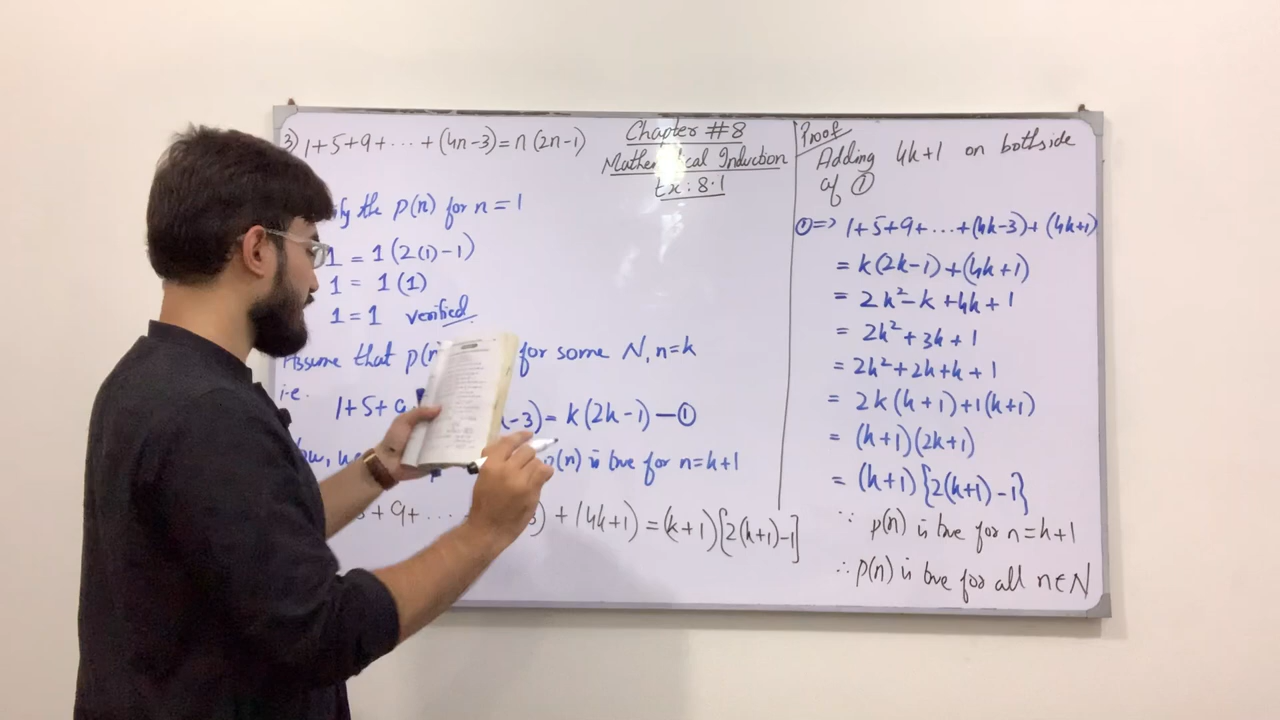 3) 1+5+9+...+(4n-3)=n(2n-1)
the p(n) for n=1
1 = 1(2(1)-1)
1 = 1(1)
1=1 verified
Assume that p(n for some N, n=k
i.e.
1+5+9 -3)= k(2k-1) —①
p(n) is true for n=k+1
+9+... +(4k+1)=(k+1)[2(k+1)-1]
Chapter #8
Mathematical Induction
Ex: 8.1
Proof
Adding 4k+1 on bothside
of ①
①=> 1+5+9+...+(4k-3)+(4k+1)
= k(2k-1)+(4k+1)
= 2k²-k+4k+1
= 2k²+3k+1
= 2k²+2k+k+1
= 2k(k+1)+1(k+1)
= (k+1)(2k+1)
= (k+1){2(k+1)-1}
∵ p(n) is true for n=k+1
∴ p(n) is true for all n∈N